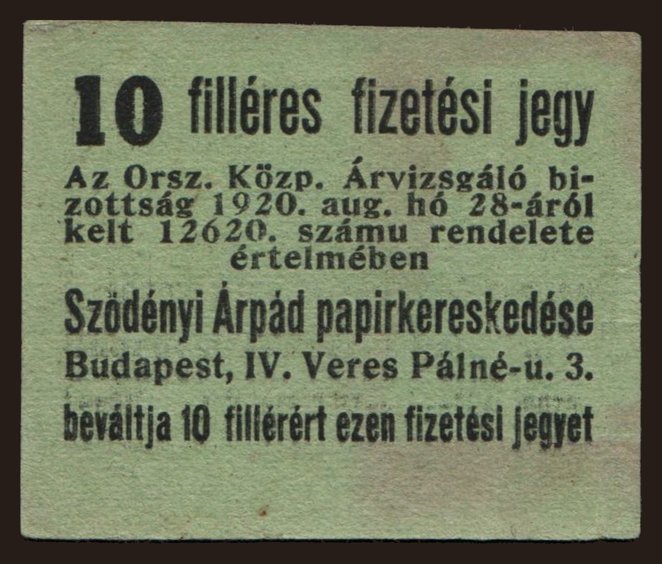 10 filléres fizetési jegy
Az Orsz. Közp. Árvizsgáló bi-
zottság 1920. aug. hó 28-áról
kelt 12620. számu rendelete
értelmében
Szödényi Árpád papirkereskedése
Budapest, IV. Veres Pálné-u. 3.
beváltja 10 fillérért ezen fizetési jegyet